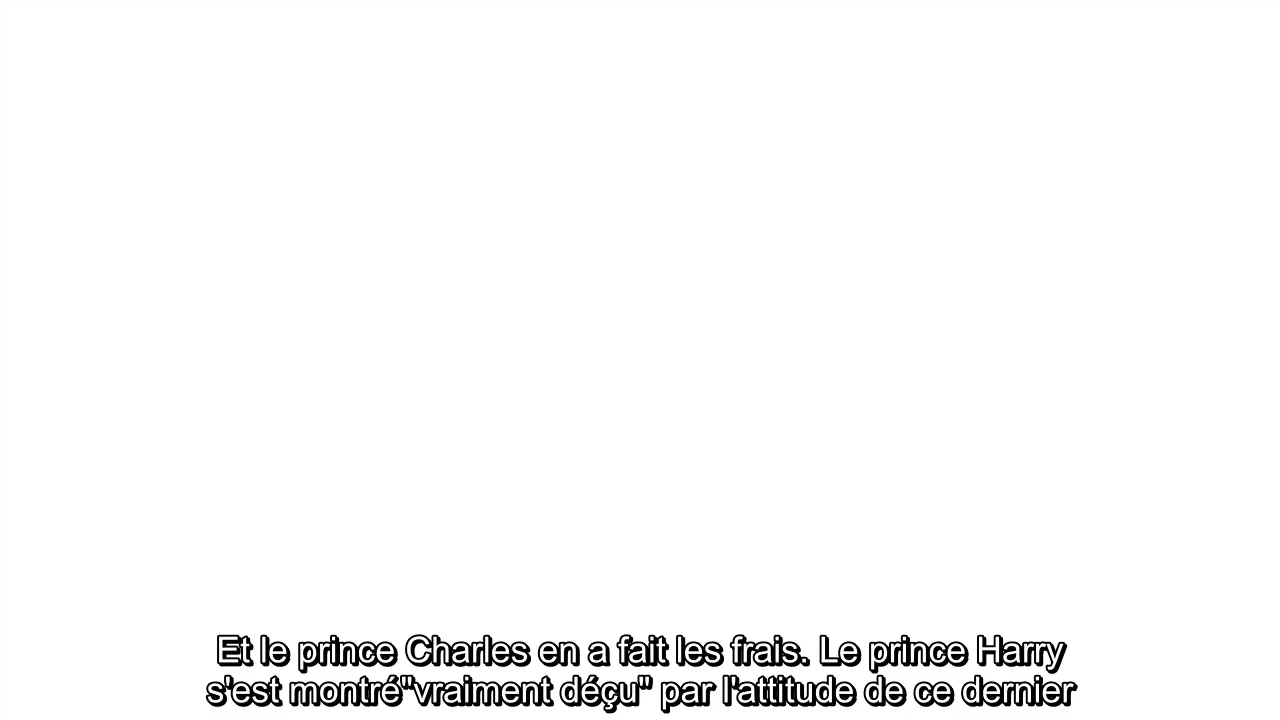 Et le prince Charles en a fait les frais. Le prince Harry
s'est montré"vraiment déçu" par l'attitude de ce dernier